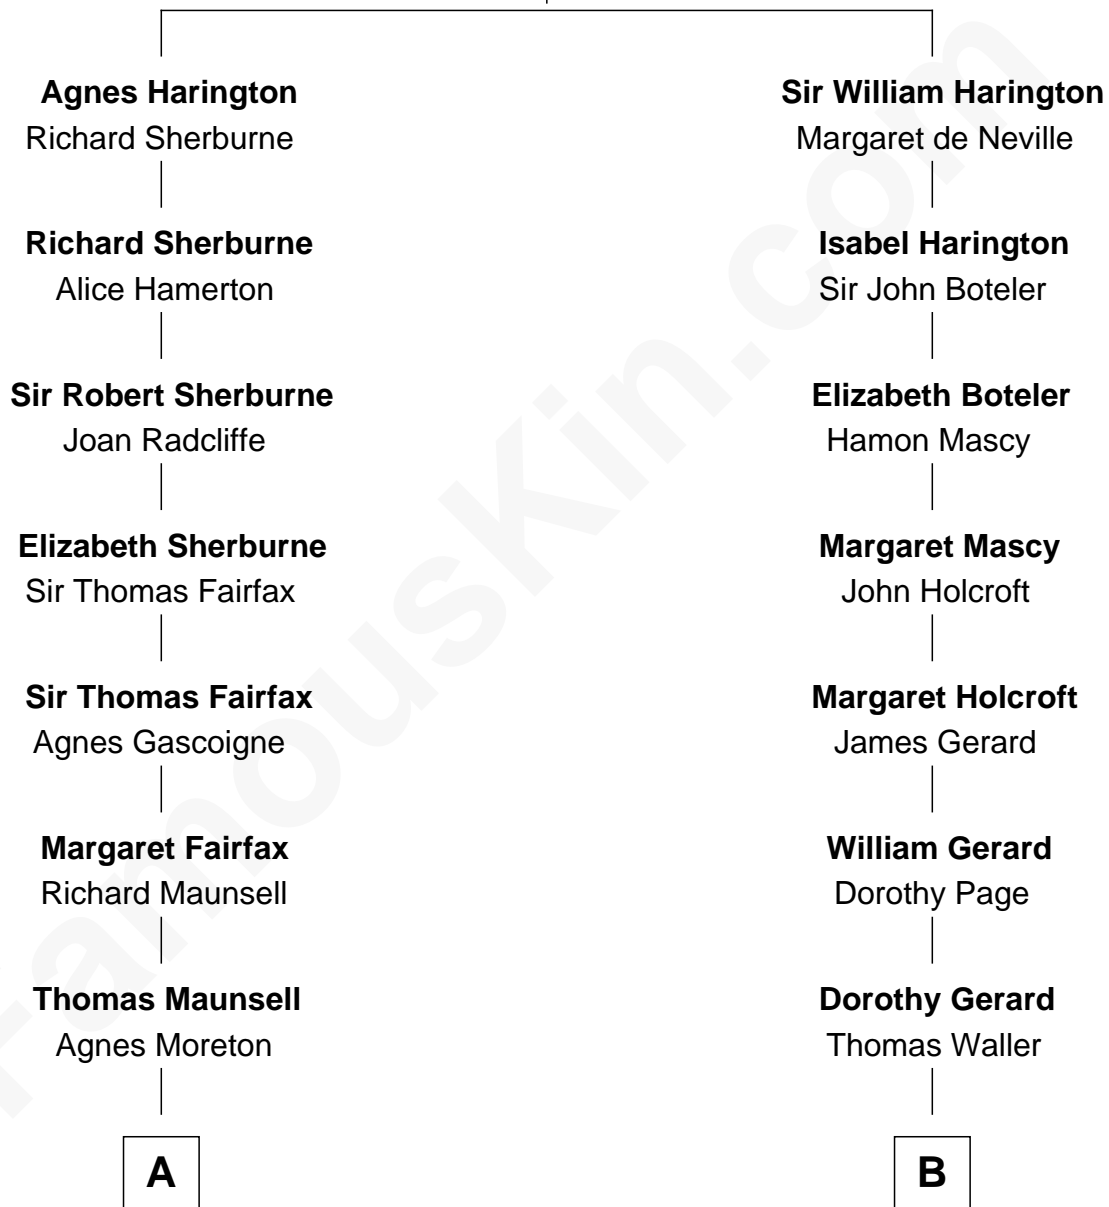 Agnes Harington
Richard Sherburne
Richard Sherburne
Alice Hamerton
Sir Robert Sherburne
Joan Radcliffe
Elizabeth Sherburne
Sir Thomas Fairfax
Sir Thomas Fairfax
Agnes Gascoigne
Margaret Fairfax
Richard Maunsell
Thomas Maunsell
Agnes Moreton
A
Sir William Harington
Margaret de Neville
Isabel Harington
Sir John Boteler
Elizabeth Boteler
Hamon Mascy
Margaret Mascy
John Holcroft
Margaret Holcroft
James Gerard
William Gerard
Dorothy Page
Dorothy Gerard
Thomas Waller
B
FamousKin.com